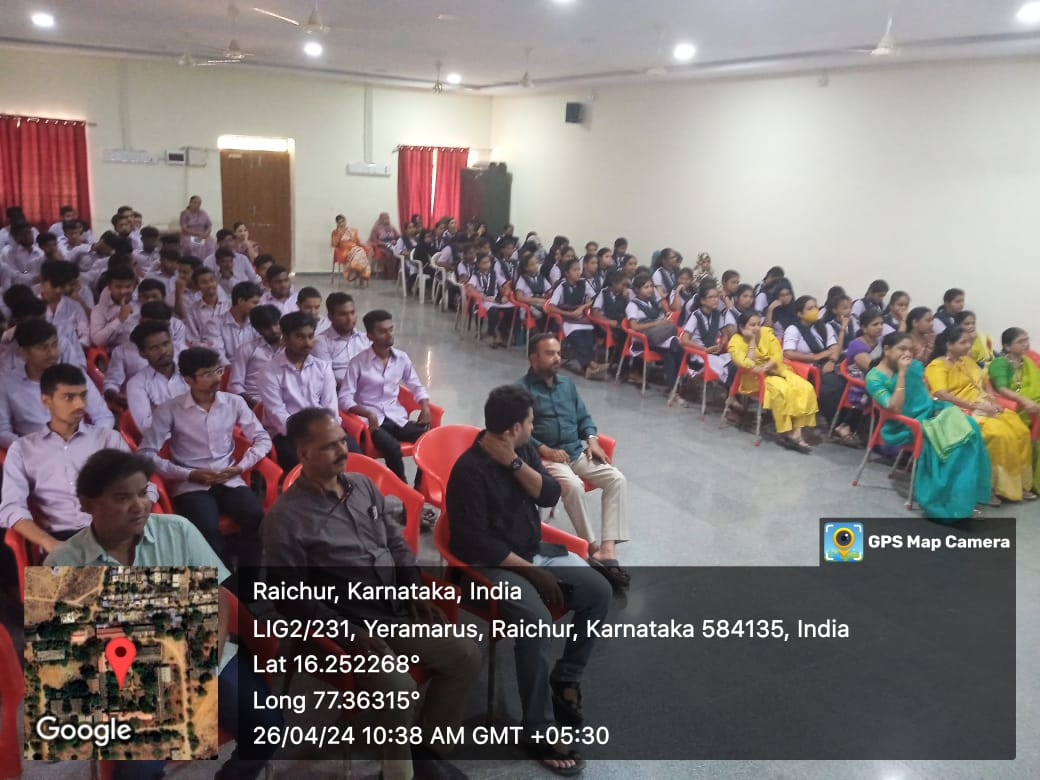 GPS Map Camera
Raichur, Karnataka, India
LIG2/231, Yeramarus, Raichur, Karnataka 584135, India
Lat 16.252268°
Long 77.36315°
26/04/24 10:38 AM GMT +05:30
Google